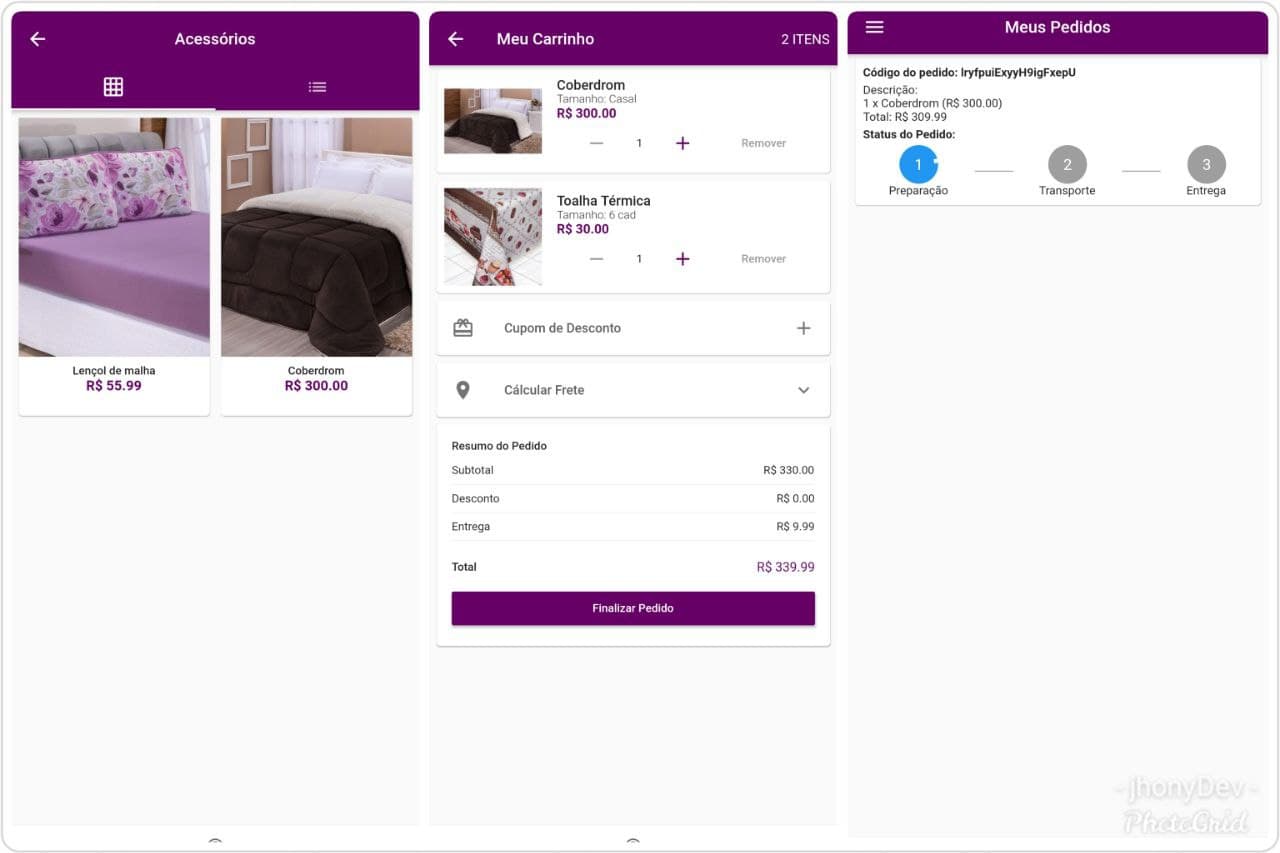 Acessórios
Lençol de malha
R$ 55.99
Coberdrom
R$ 300.00
Meu Carrinho
2 ITENS
Coberdrom
Tamanho: Casal
R$ 300.00
1
Remover
Toalha Térmica
Tamanho: 6 cad
R$ 30.00
1
Remover
Cupom de Desconto
Cálcular Frete
Resumo do Pedido
Subtotal R$ 330.00
Desconto R$ 0.00
Entrega R$ 9.99
Total R$ 339.99
Finalizar Pedido
Meus Pedidos
Código do pedido: IryfpuiExyyH9igFxepU
Descrição:
1 x Coberdrom (R$ 300.00)
Total: R$ 309.99
Status do Pedido:
1 2 3
Preparação Transporte Entrega
- jhonyDev -
PhotoGrid